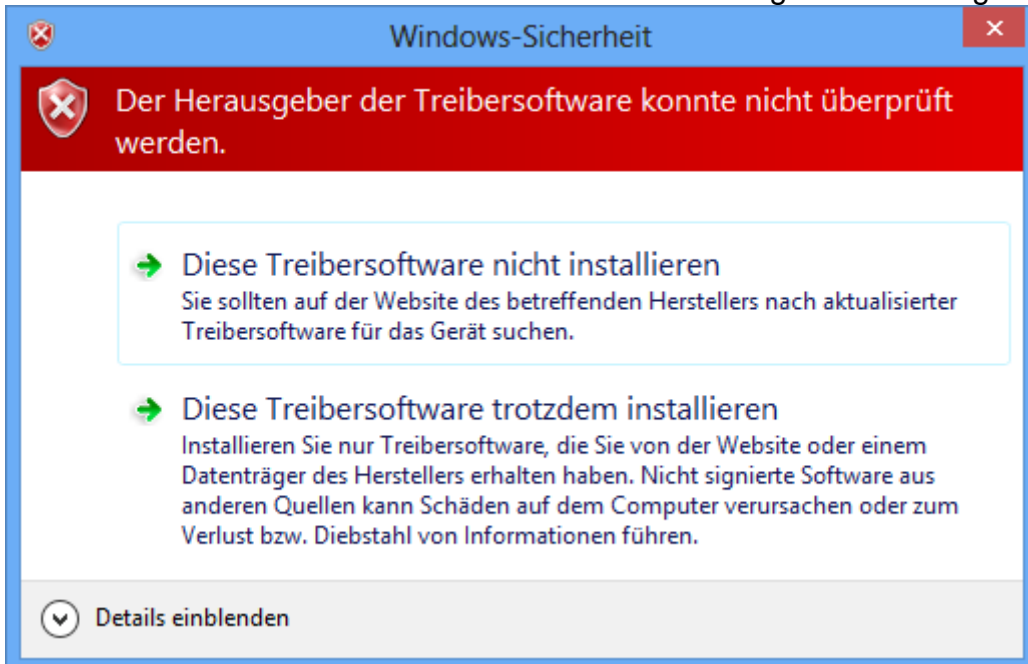 Windows-Sicherheit
Der Herausgeber der Treibersoftware konnte nicht überprüft
werden.
Diese Treibersoftware nicht installieren
Sie sollten auf der Website des betreffenden Herstellers nach aktualisierter
Treibersoftware für das Gerät suchen.
Diese Treibersoftware trotzdem installieren
Installieren Sie nur Treibersoftware, die Sie von der Website oder einem
Datenträger des Herstellers erhalten haben. Nicht signierte Software aus
anderen Quellen kann Schäden auf dem Computer verursachen oder zum
Verlust bzw. Diebstahl von Informationen führen.
Details einblenden